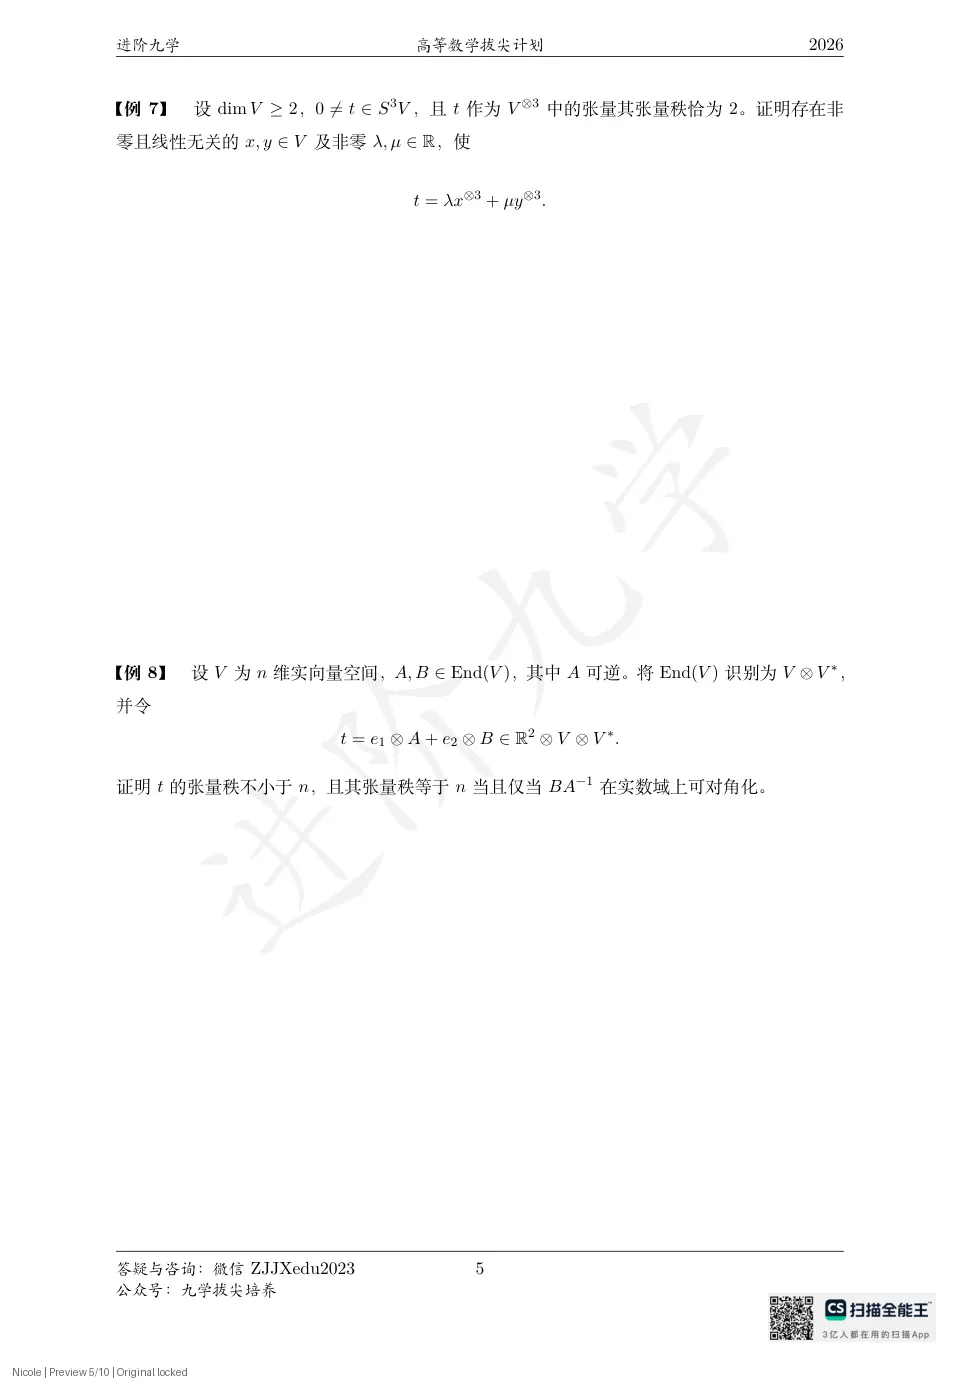 进阶九学 高等数学拔尖计划 2026
【例 7】 设 dim V ≥ 2, 0 ≠ t ∈ S³V, 且 t 作为 V^{⊗3} 中的张量其张量秩恰为 2。证明存在非
零且线性无关的 x, y ∈ V 及非零 λ, μ ∈ ℝ, 使
t = λx^{⊗3} + μy^{⊗3}.
【例 8】 设 V 为 n 维实向量空间, A, B ∈ End(V), 其中 A 可逆。将 End(V) 识别为 V ⊗ V*,
并令
t = e₁ ⊗ A + e₂ ⊗ B ∈ ℝ² ⊗ V ⊗ V*.
证明 t 的张量秩不小于 n, 且其张量秩等于 n 当且仅当 BA⁻¹ 在实数域上可对角化。
进阶九学
答疑与咨询: 微信 ZJJXedu2023 5
公众号: 九学拔尖培养
CS 扫描全能王™
3亿人都在用的扫描App
Nicole | Preview 5/10 | Original locked